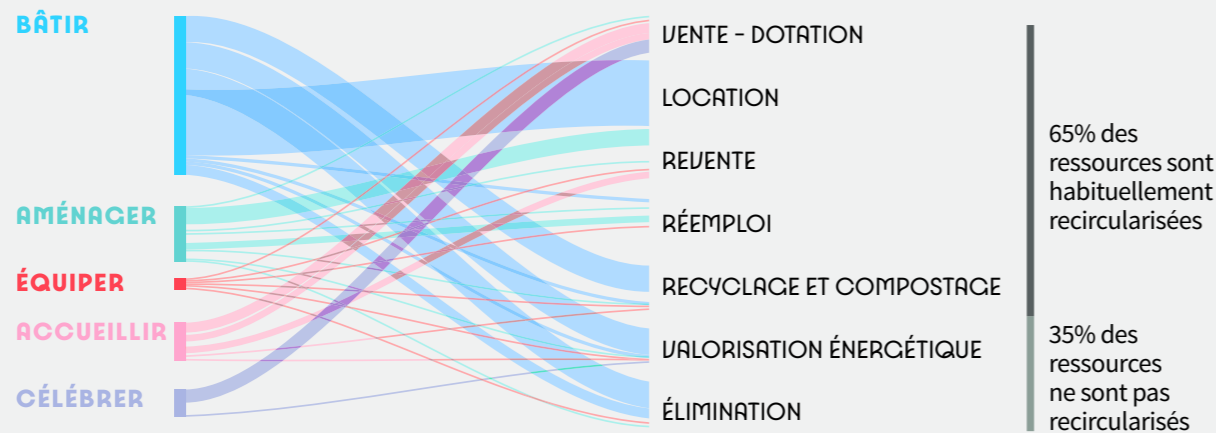 BÂTIR
AMÉNAGER
ÉQUIPER
ACCUEILLIR
CÉLÉBRER
VENTE - DOTATION
LOCATION
REVENTE
RÉEMPLOI
RECYCLAGE ET COMPOSTAGE
VALORISATION ÉNERGÉTIQUE
ÉLIMINATION
65% des
ressources sont
habituellement
recircularisées
35% des
ressources
ne sont pas
recircularisés